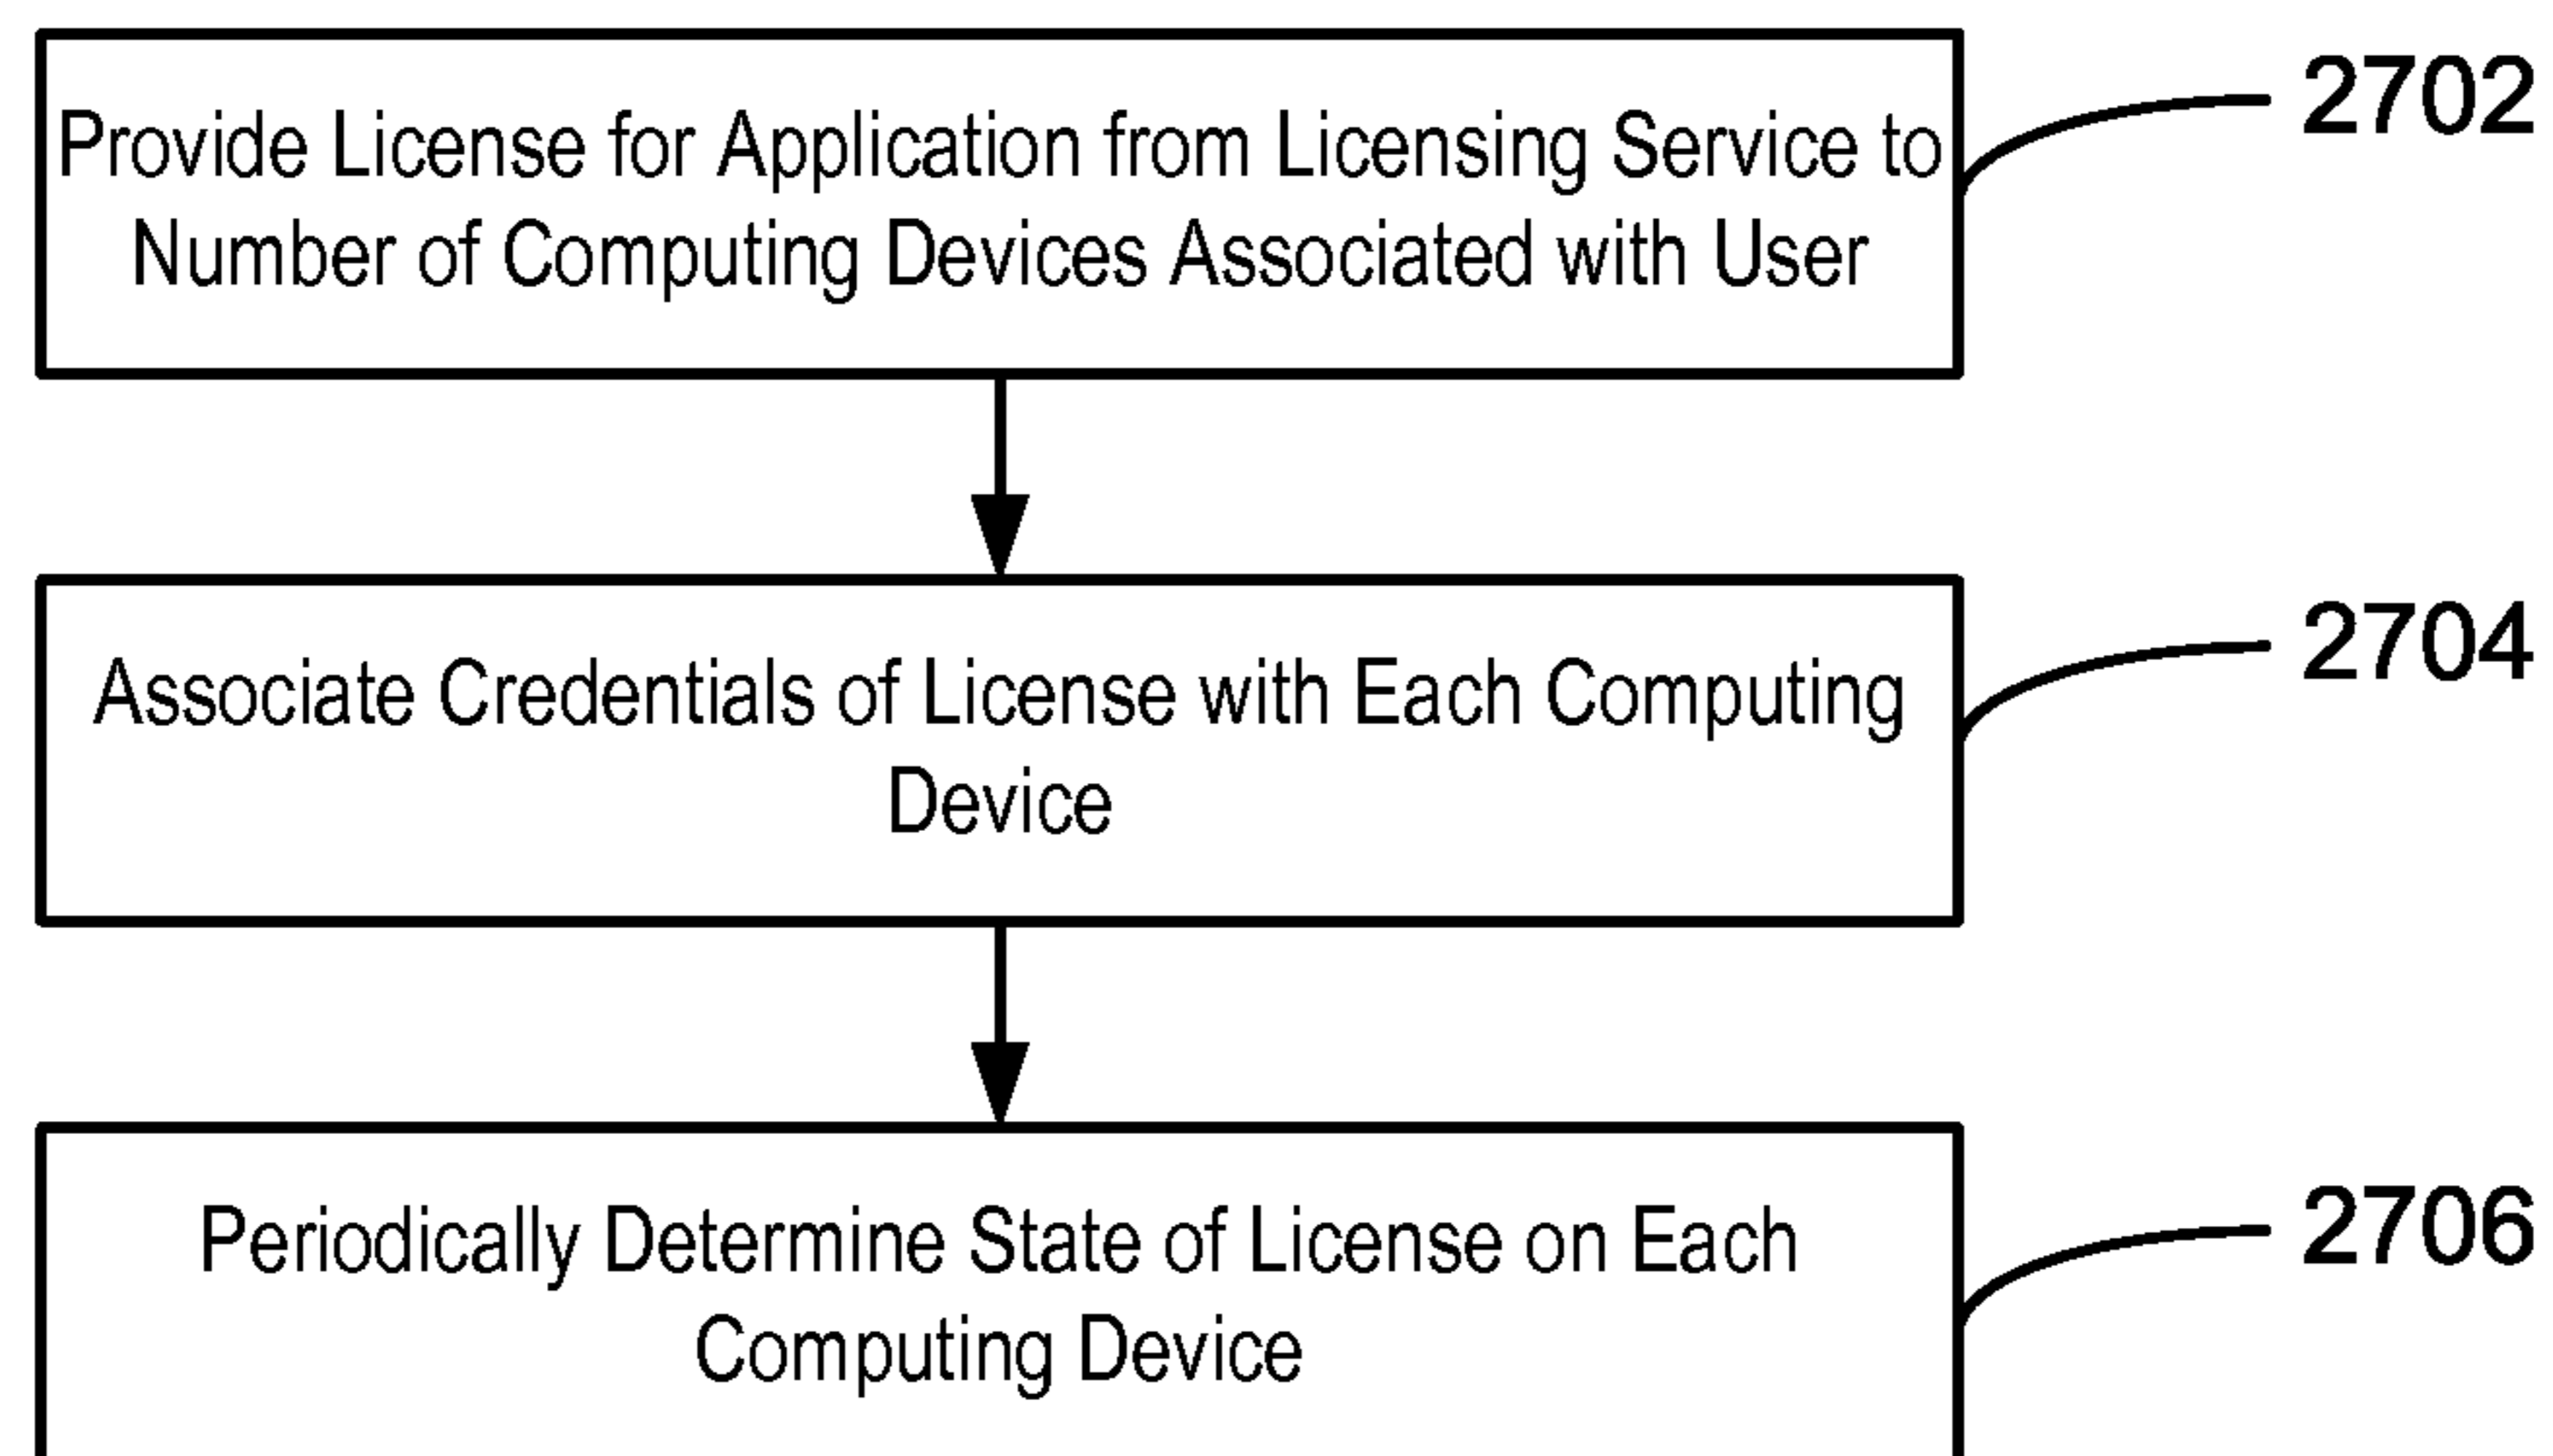 Provide License for Application from Licensing Service to
Number of Computing Devices Associated with User
2702
Associate Credentials of License with Each Computing
Device
2704
Periodically Determine State of License on Each
Computing Device
2706